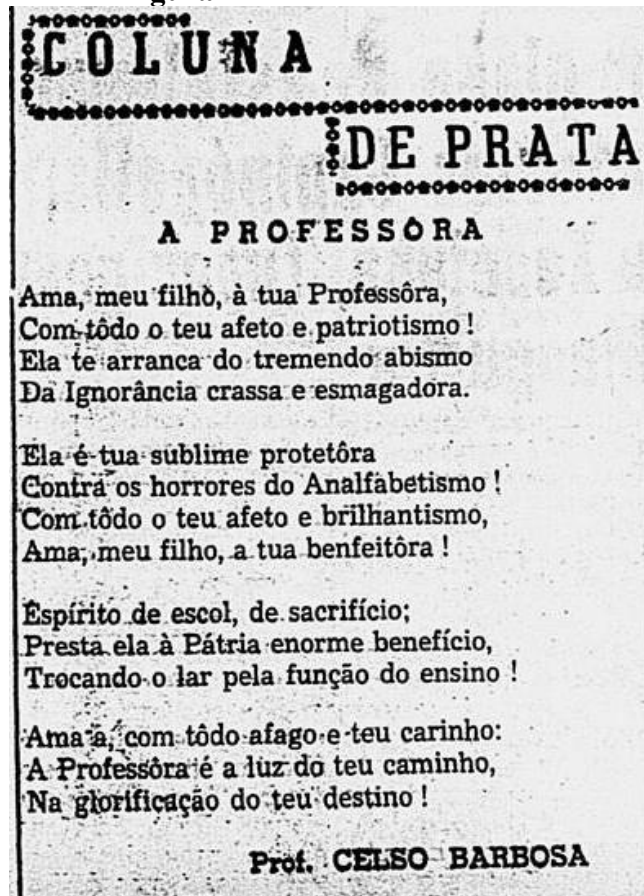 COLUNA
DE PRATA
A PROFESSÔRA
Ama, meu filho, à tua Professôra,
Com tôdo o teu afeto e patriotismo !
Ela te arranca do tremendo abismo
Da Ignorância crassa e esmagadora.
Ela é tua sublime protetôra
Contra os horrores do Analfabetismo !
Com tôdo o teu afeto e brilhantismo,
Ama, meu filho, a tua benfeitôra !
Espírito de escol, de sacrifício;
Presta ela à Pátria enorme benefício,
Trocando o lar pela função do ensino !
Ama-a, com tôdo afago e teu carinho:
A Professôra é a luz do teu caminho,
Na glorificação do teu destino !
Prof. CELSO BARBOSA